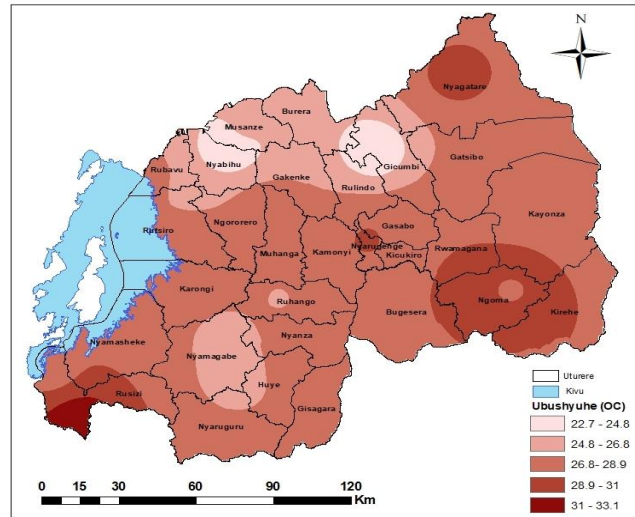 N
Nyagatare
Burera
Musanze
Rubavu
Nyabihu
Gicumbi
Gatsibo
Gakenke
Rulindo
Kayonza
Rutsiro
Ngororero
Gasabo
Muhanga
Kamonyi
Nyarugenge
Kicukiro
Rwamagana
Karongi
Ruhango
Bugesera
Ngoma
Kirehe
Nyamasheke
Nyamagabe
Nyanza
Rusizi
Huye
Gisagara
Nyaruguru
Uturere
Kivu
Ubushyuhe (OC)
22.7 - 24.8
24.8 - 26.8
26.8- 28.9
28.9 - 31
31 - 33.1
0 15 30 60 90 120
Km